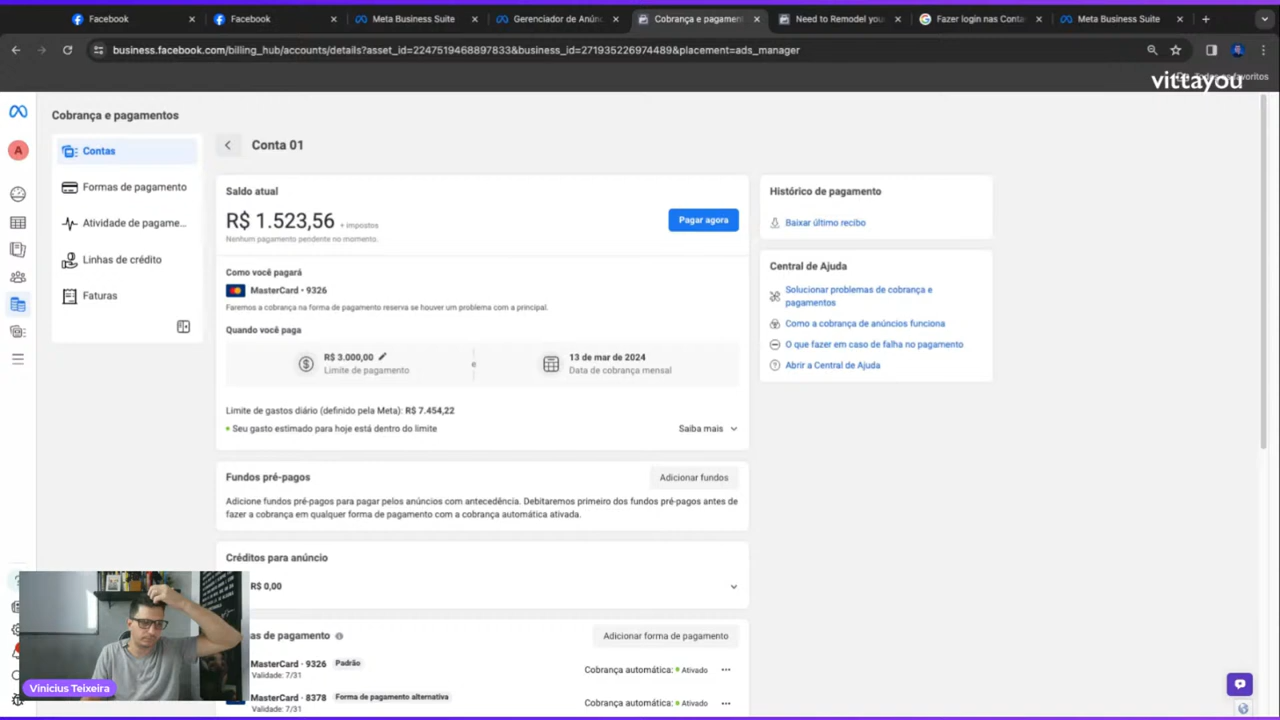 Facebook
Facebook
Meta Business Suite
Gerenciador de Anún
Cobrança e pagamen
Need to Remodel you
Fazer login nas Conta
Meta Business Suite
business.facebook.com/billing_hub/accounts/details?asset_id=2247519468897833&business_id=271935226974489&placement=ads_manager
favoritos
vittayou
Cobrança e pagamentos
A
Contas
Formas de pagamento
Atividade de pagame...
Linhas de crédito
Faturas
Conta 01
Saldo atual
R$ 1.523,56 + impostos
Nenhum pagamento pendente no momento.
Pagar agora
Como você pagará
MasterCard · 9326
Faremos a cobrança na forma de pagamento reserva se houver um problema com a principal.
Quando você paga
R$ 3.000,00
Limite de pagamento
e
13 de mar de 2024
Data de cobrança mensal
Limite de gastos diário (definido pela Meta): R$ 7.454,22
Seu gasto estimado para hoje está dentro do limite
Saiba mais
Fundos pré-pagos
Adicionar fundos
Adicione fundos pré-pagos para pagar pelos anúncios com antecedência. Debitaremos primeiro dos fundos pré-pagos antes de
fazer a cobrança em qualquer forma de pagamento com a cobrança automática ativada.
Créditos para anúncio
R$ 0,00
as de pagamento
Adicionar forma de pagamento
MasterCard · 9326 Padrão
Validade: 7/31
Cobrança automática: Ativado
MasterCard · 8378 Forma de pagamento alternativa
Validade: 7/31
Cobrança automática: Ativado
Histórico de pagamento
Baixar último recibo
Central de Ajuda
Solucionar problemas de cobrança e
pagamentos
Como a cobrança de anúncios funciona
O que fazer em caso de falha no pagamento
Abrir a Central de Ajuda
Vinicius Teixeira